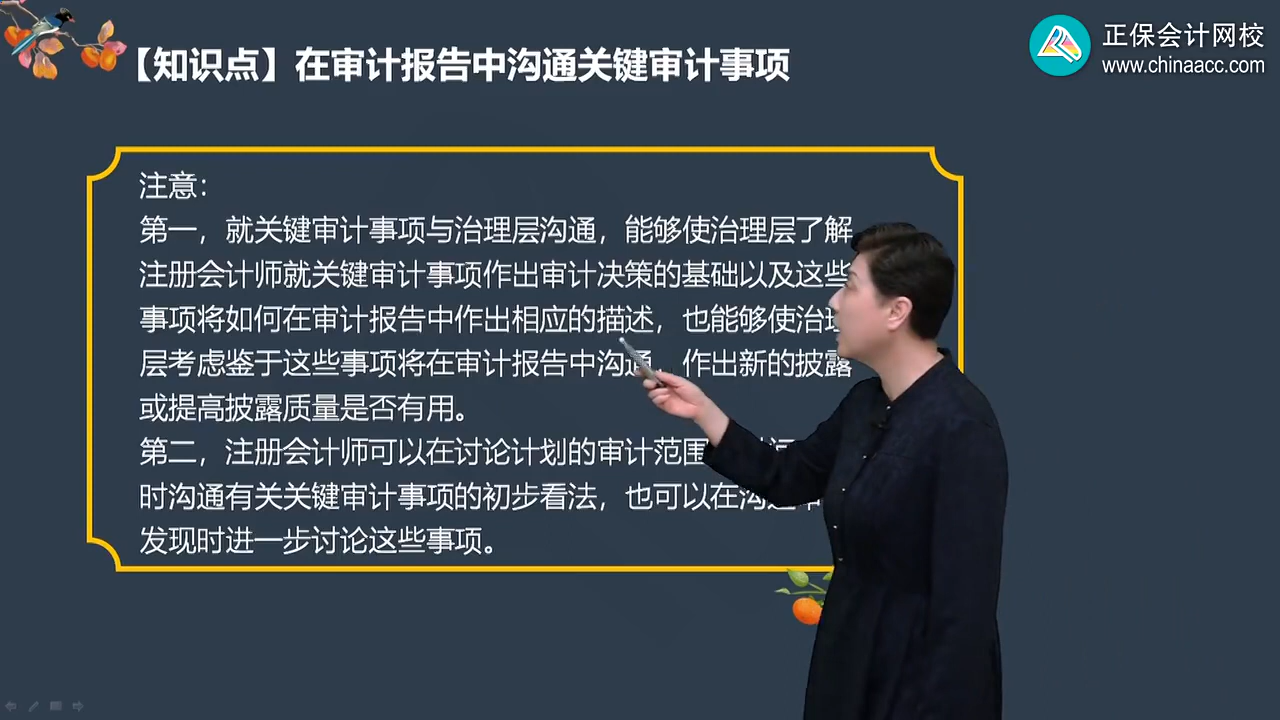 【知识点】在审计报告中沟通关键审计事项
正保会计网校
www.chinaacc.com
注意：
第一，就关键审计事项与治理层沟通，能够使治理层了解
注册会计师就关键审计事项作出审计决策的基础以及这些
事项将如何在审计报告中作出相应的描述，也能够使治理
层考虑鉴于这些事项将在审计报告中沟通，作出新的披露
或提高披露质量是否有用。
第二，注册会计师可以在讨论计划的审计范围
时沟通有关关键审计事项的初步看法，也可以在沟通
发现时进一步讨论这些事项。